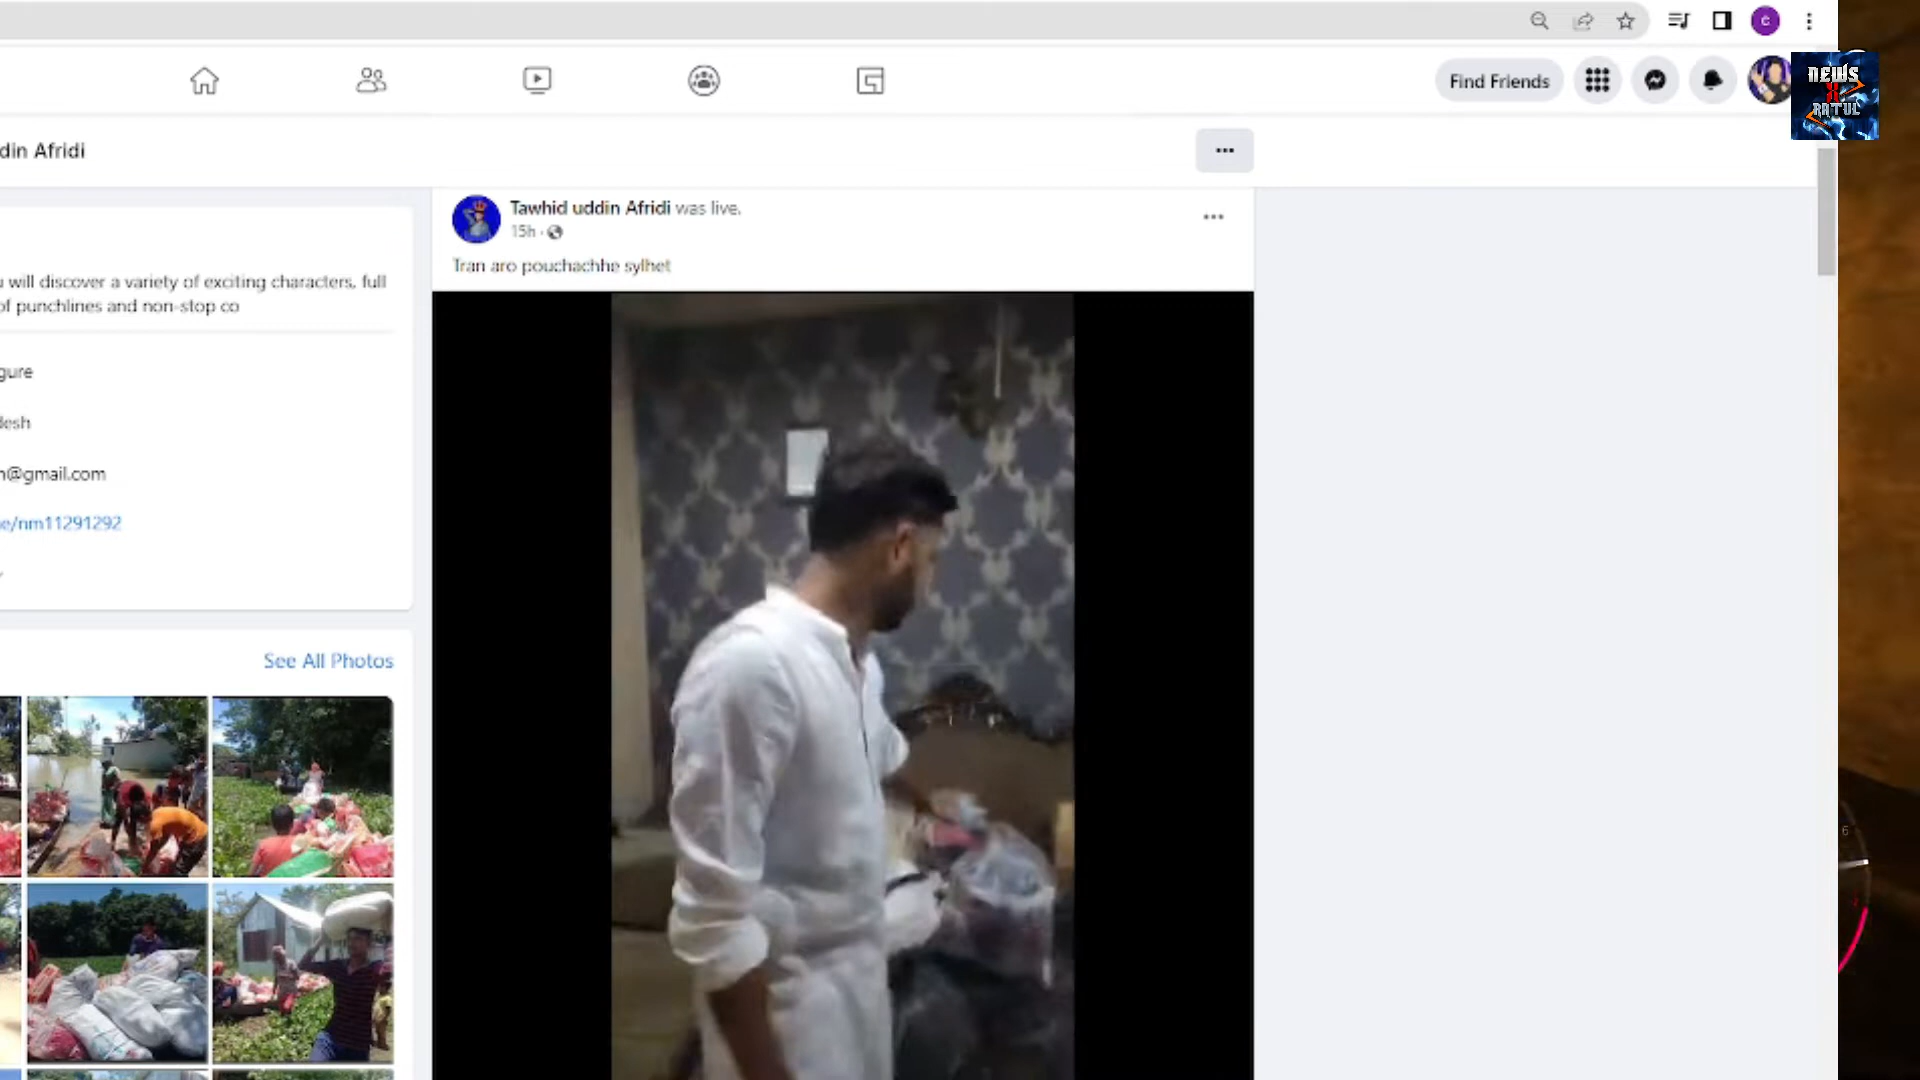 C
Find Friends
NEWS
X
RATUL
din Afridi
Tawhid uddin Afridi was live.
15h ·
Tran aro pouchachhe sylhet
will discover a variety of exciting characters, full
of punchlines and non-stop co
gure
desh
@gmail.com
e/nm11291292
See All Photos
6